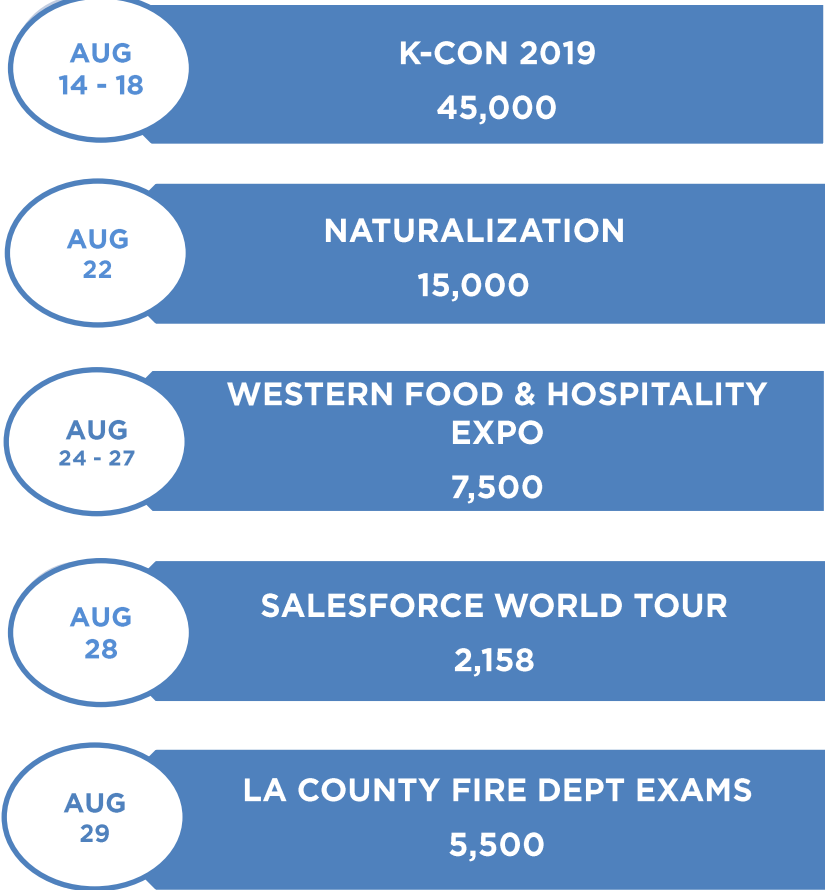 AUG
14 - 18
K-CON 2019
45,000
AUG
22
NATURALIZATION
15,000
AUG
24 - 27
WESTERN FOOD & HOSPITALITY
EXPO
7,500
AUG
28
SALESFORCE WORLD TOUR
2,158
AUG
29
LA COUNTY FIRE DEPT EXAMS
5,500